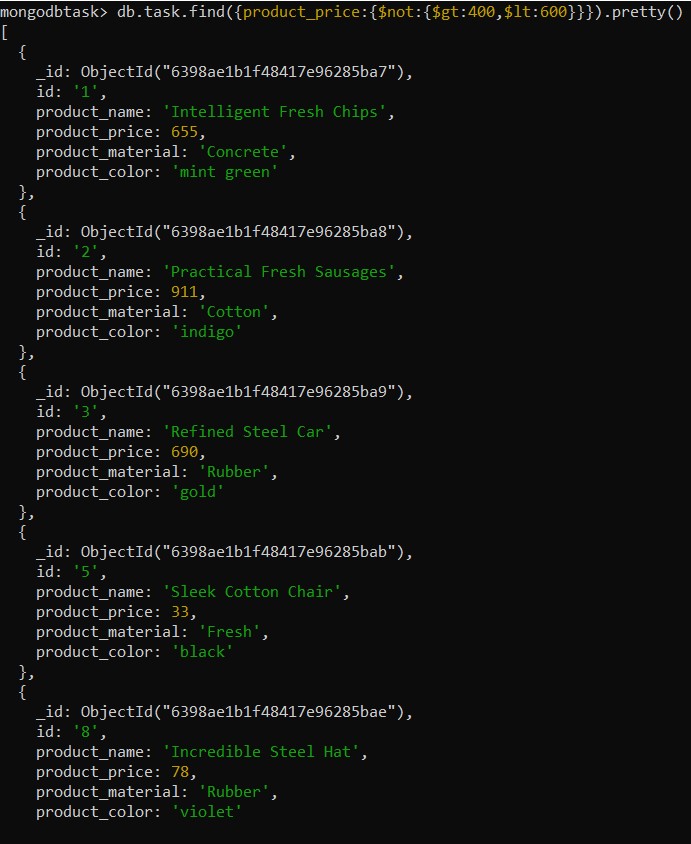 mongodbtask> db.task.find({product_price:{$not:{$gt:400,$lt:600}}}).pretty()
[
  {
    _id: ObjectId("6398ae1b1f48417e96285ba7"),
    id: '1',
    product_name: 'Intelligent Fresh Chips',
    product_price: 655,
    product_material: 'Concrete',
    product_color: 'mint green'
  },
  {
    _id: ObjectId("6398ae1b1f48417e96285ba8"),
    id: '2',
    product_name: 'Practical Fresh Sausages',
    product_price: 911,
    product_material: 'Cotton',
    product_color: 'indigo'
  },
  {
    _id: ObjectId("6398ae1b1f48417e96285ba9"),
    id: '3',
    product_name: 'Refined Steel Car',
    product_price: 690,
    product_material: 'Rubber',
    product_color: 'gold'
  },
  {
    _id: ObjectId("6398ae1b1f48417e96285bab"),
    id: '5',
    product_name: 'Sleek Cotton Chair',
    product_price: 33,
    product_material: 'Fresh',
    product_color: 'black'
  },
  {
    _id: ObjectId("6398ae1b1f48417e96285bae"),
    id: '8',
    product_name: 'Incredible Steel Hat',
    product_price: 78,
    product_material: 'Rubber',
    product_color: 'violet'